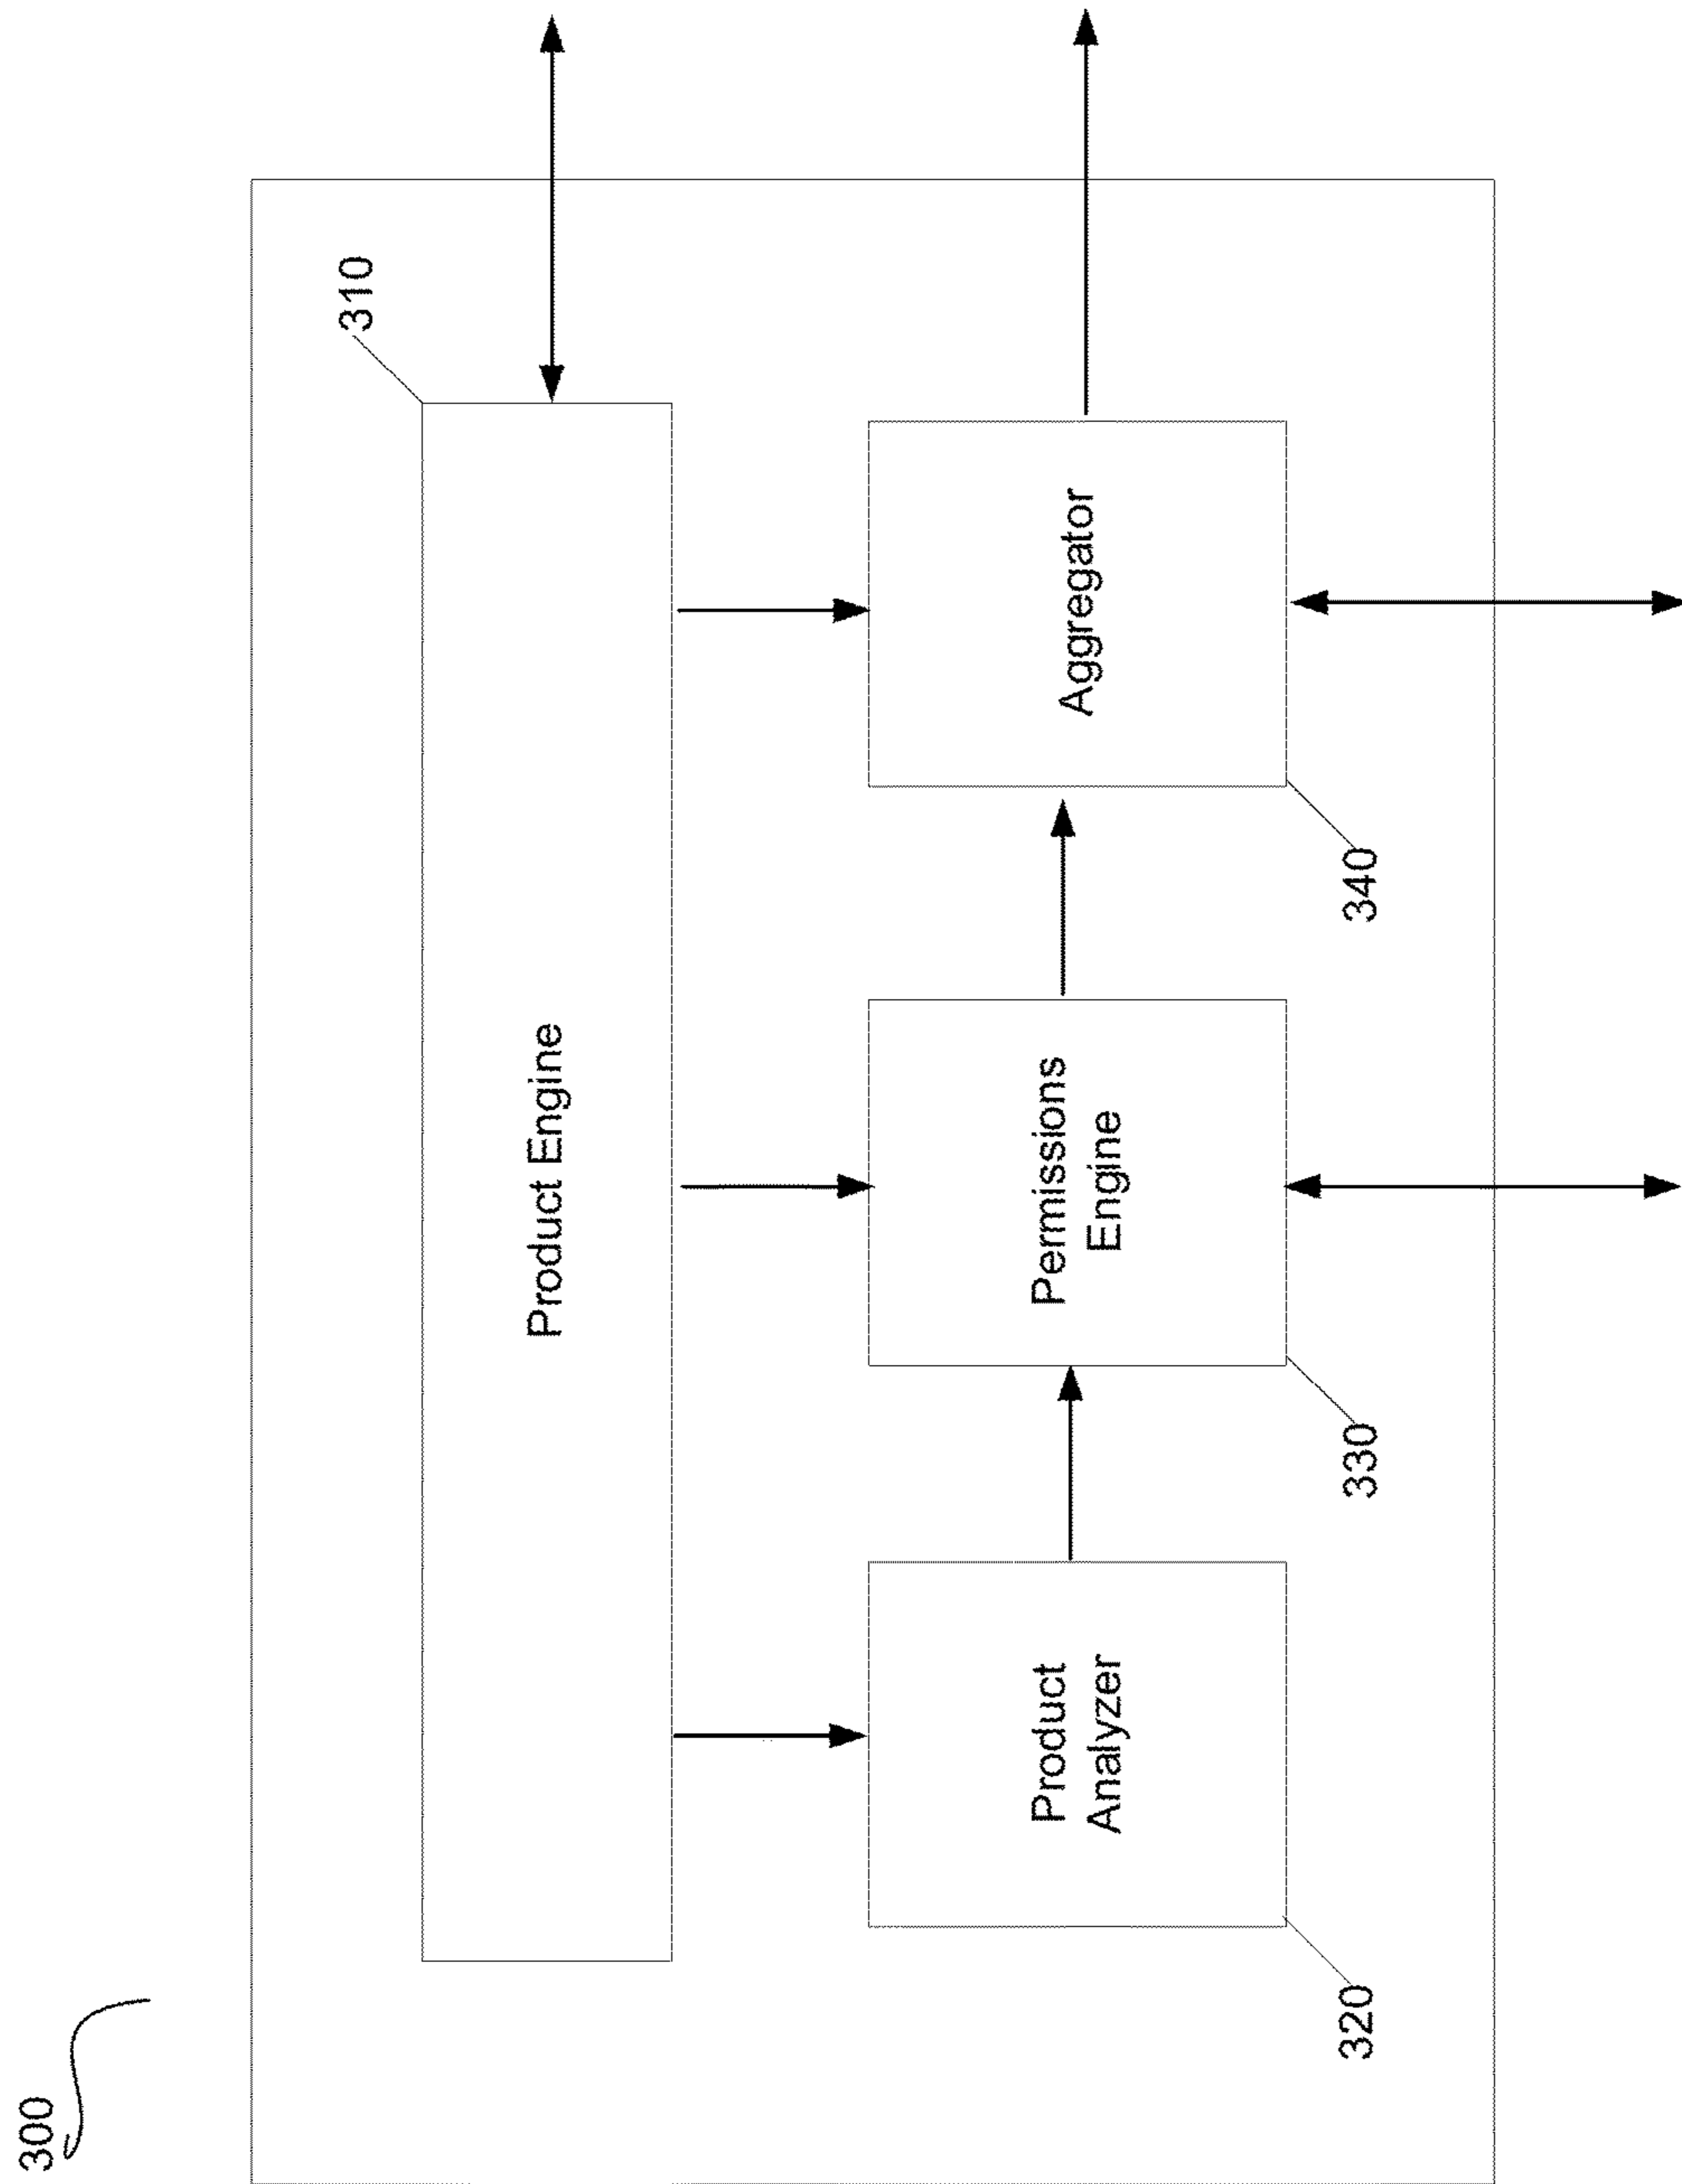 300
310
Product Engine
Product
Analyzer
Permissions
Engine
Aggregator
320
330
340